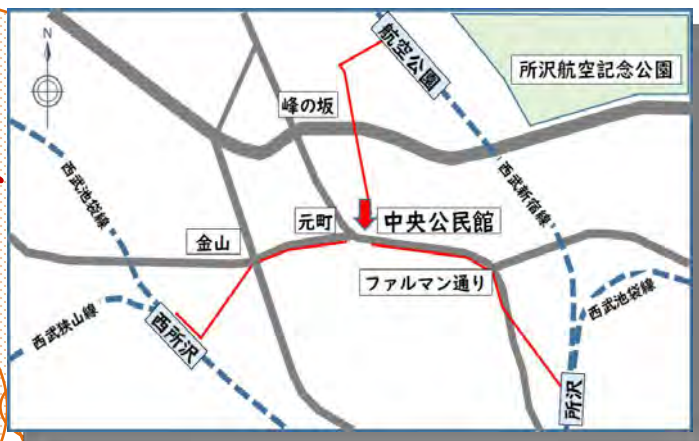 N
航空公園
所沢航空記念公園
峰の坂
西武池袋線
西武新宿線
元町
中央公民館
金山
ファルマン通り
西武狭山線
西所沢
西武池袋線
所沢